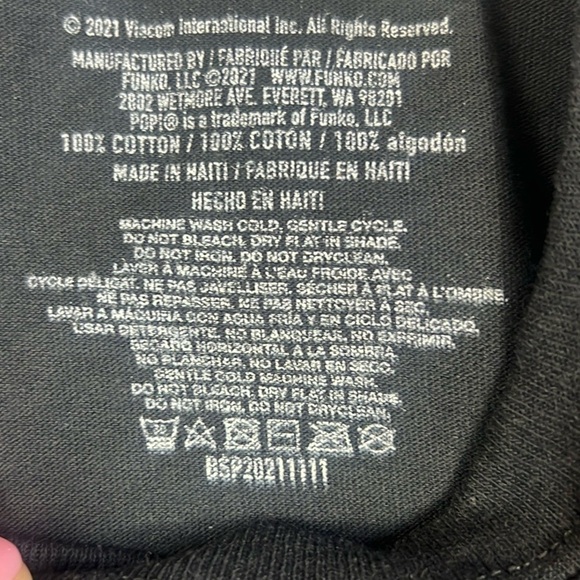 © 2021 Viacom International Inc. All Rights Reserved.
MANUFACTURED BY / FABRIQUÉ PAR / FABRICADO POR
FUNKO, LLC ©2021 WWW.FUNKO.COM
2802 WETMORE AVE. EVERETT, WA 98201
POP!® is a trademark of Funko, LLC
100% COTTON / 100% COTON / 100% algodón
MADE IN HAITI / FABRIQUE EN HAÏTI
HECHO EN HAITI
MACHINE WASH COLD, GENTLE CYCLE.
DO NOT BLEACH. DRY FLAT IN SHADE.
DO NOT IRON. DO NOT DRYCLEAN.
LAVER À MACHINE À L'EAU FROIDE AVEC
CYCLE DÉLICAT. NE PAS JAVELLISER. SÉCHER À PLAT À L'OMBRE.
NE PAS REPASSER. NE PAS NETTOYER À SEC.
LAVAR A MÁQUINA CON AGUA FRÍA Y EN CICLO DELICADO.
USAR DETERGENTE. NO BLANQUEAR. NO EXPRIMIR.
SECADO HORIZONTAL A LA SOMBRA.
NO PLANCHAR. NO LAVAR EN SECO.
GENTLE COLD MACHINE WASH.
DO NOT BLEACH. DRY FLAT IN SHADE.
DO NOT IRON. DO NOT DRYCLEAN.
30
BSP20211111